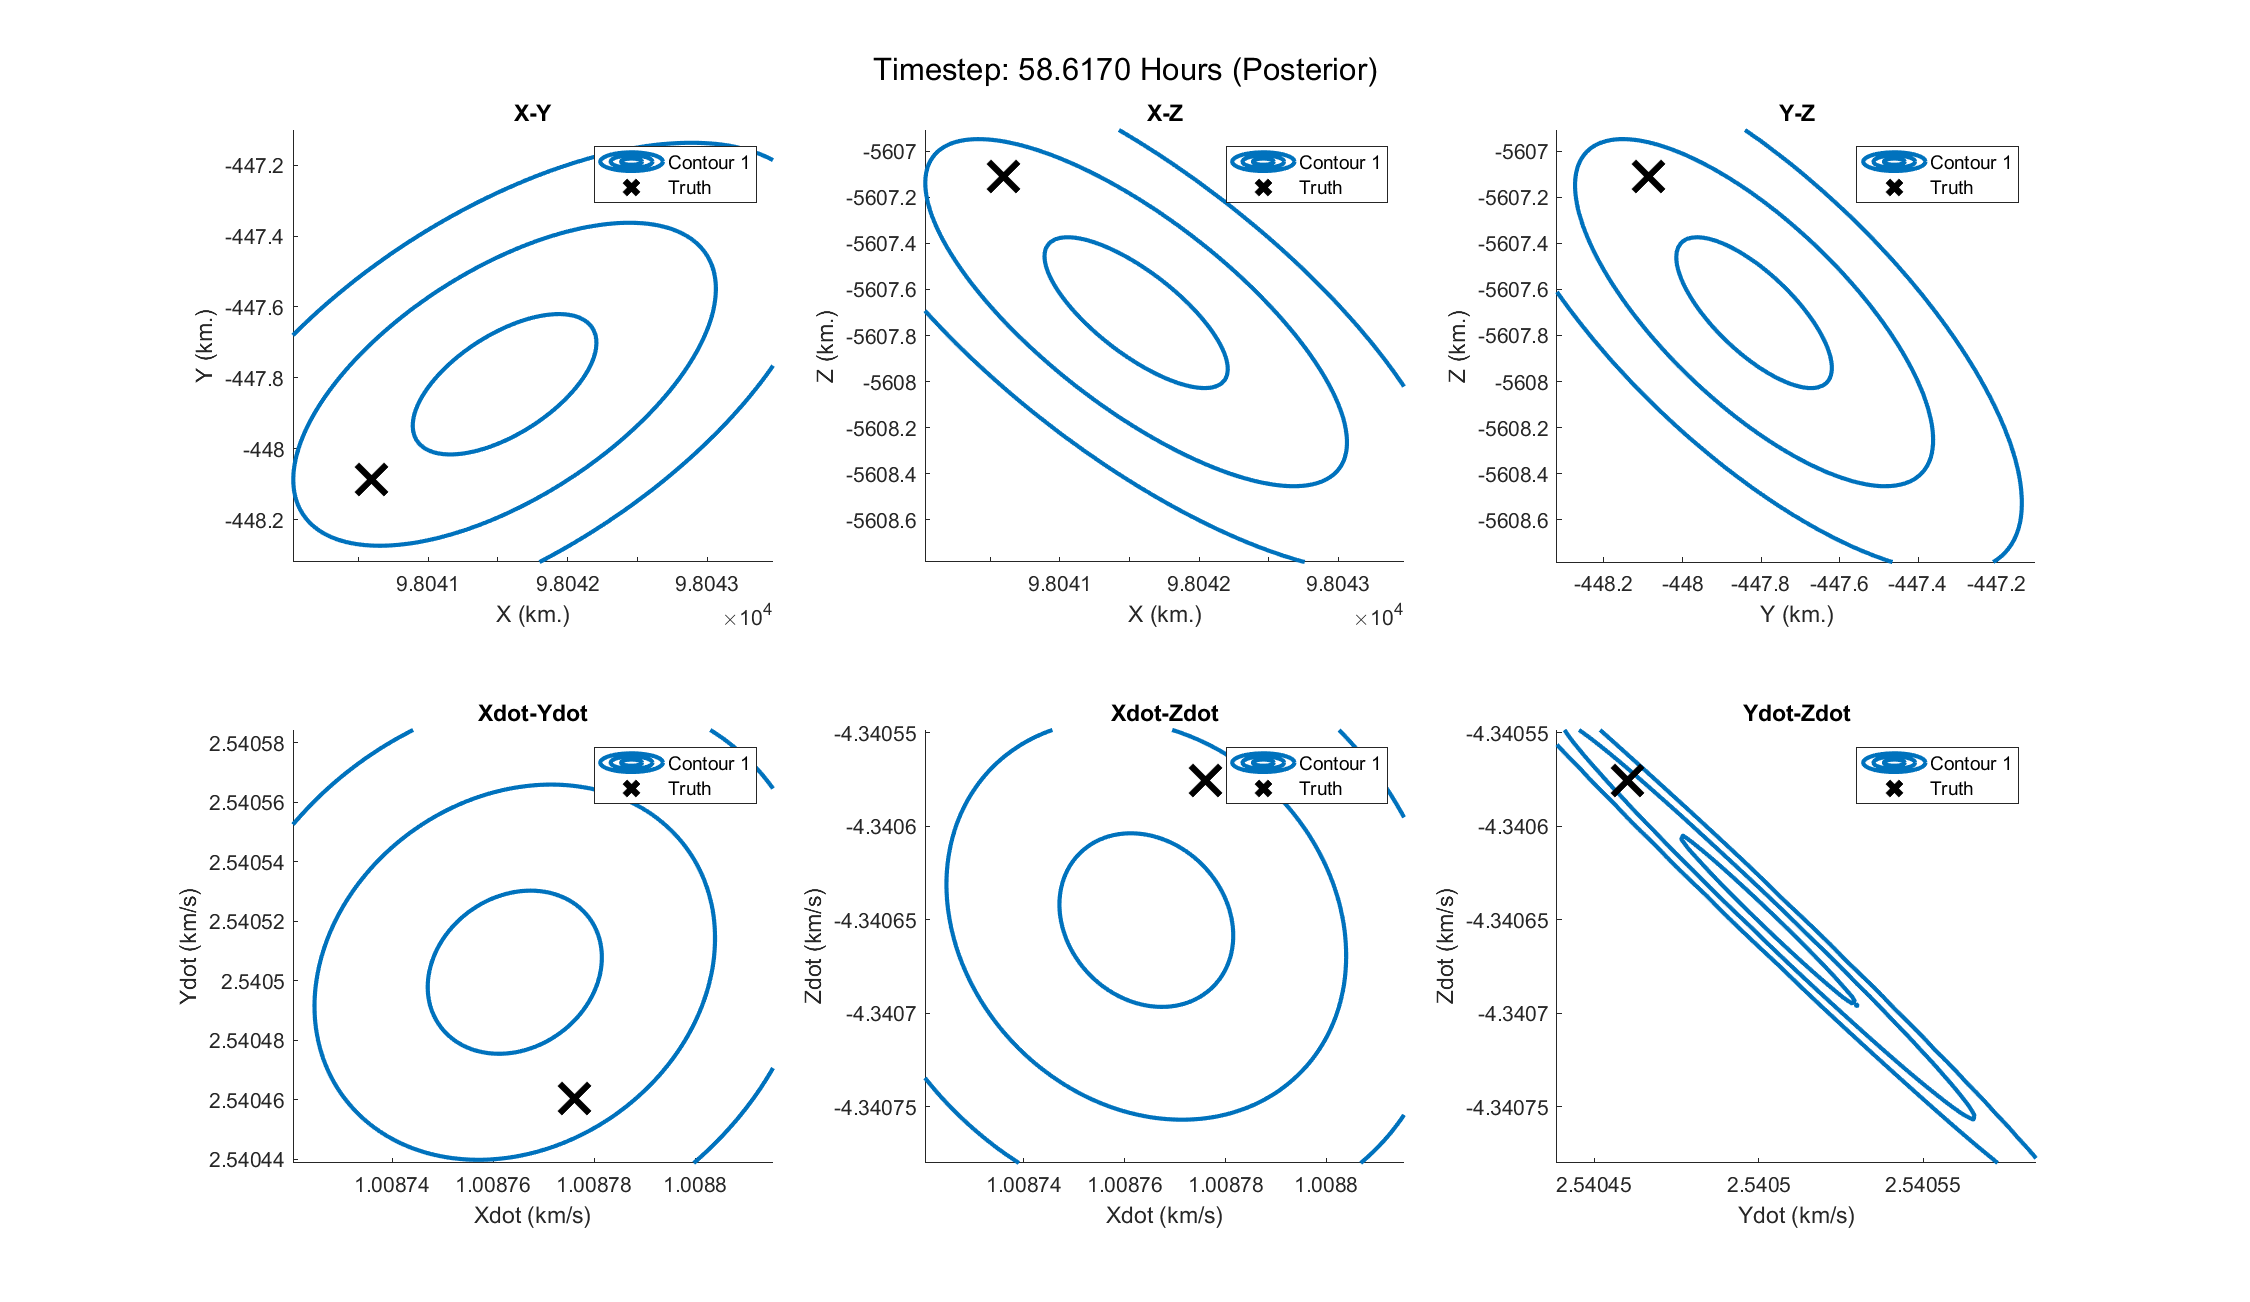 Timestep: 58.6170 Hours (Posterior)
X-Y
-447.2
-447.4
-447.6
-447.8
-448
-448.2
Y (km.)
9.8041 9.8042 9.8043
X (km.)
×10^4
Contour 1
Truth
X-Z
-5607
-5607.2
-5607.4
-5607.6
-5607.8
-5608
-5608.2
-5608.4
-5608.6
Z (km.)
9.8041 9.8042 9.8043
X (km.)
×10^4
Contour 1
Truth
Y-Z
-5607
-5607.2
-5607.4
-5607.6
-5607.8
-5608
-5608.2
-5608.4
-5608.6
Z (km.)
-448.2 -448 -447.8 -447.6 -447.4 -447.2
Y (km.)
Contour 1
Truth
Xdot-Ydot
2.54058
2.54056
2.54054
2.54052
2.5405
2.54048
2.54046
2.54044
Ydot (km/s)
1.00874 1.00876 1.00878 1.0088
Xdot (km/s)
Contour 1
Truth
Xdot-Zdot
-4.34055
-4.3406
-4.34065
-4.3407
-4.34075
Zdot (km/s)
1.00874 1.00876 1.00878 1.0088
Xdot (km/s)
Contour 1
Truth
Ydot-Zdot
-4.34055
-4.3406
-4.34065
-4.3407
-4.34075
Zdot (km/s)
2.54045 2.5405 2.54055
Ydot (km/s)
Contour 1
Truth